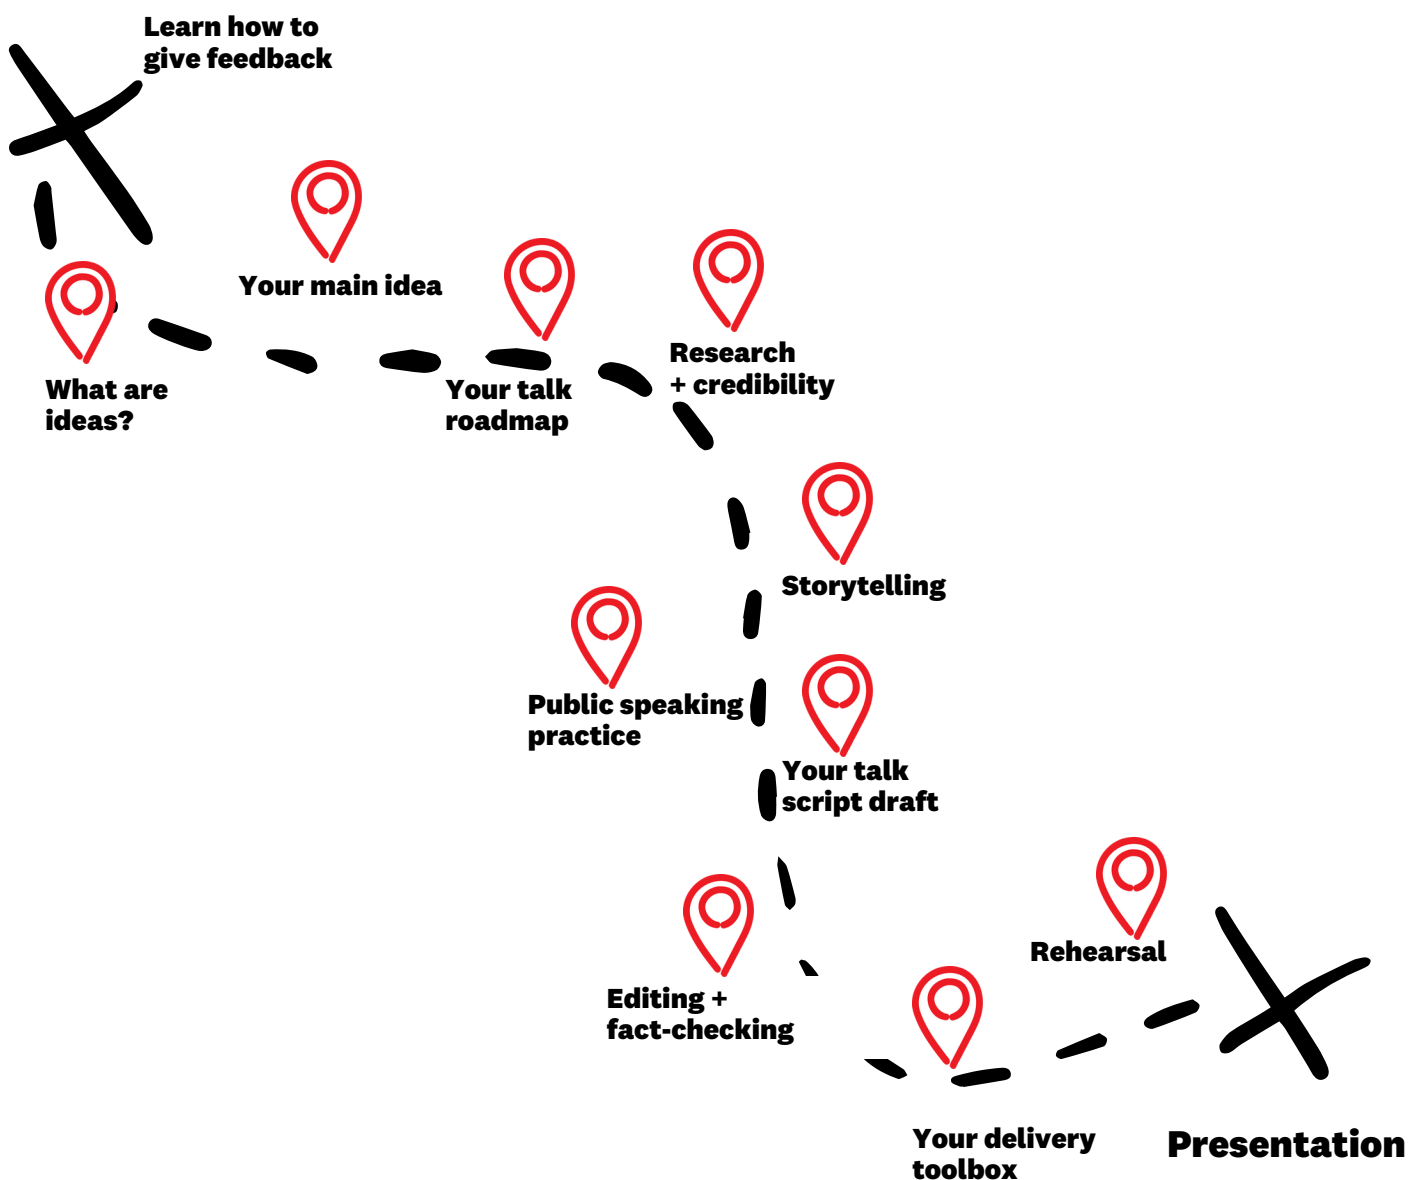 Learn how to
give feedback
Your main idea
What are
ideas?
Your talk
roadmap
Research
+ credibility
Storytelling
Public speaking
practice
Your talk
script draft
Editing +
fact-checking
Rehearsal
Your delivery
toolbox
Presentation